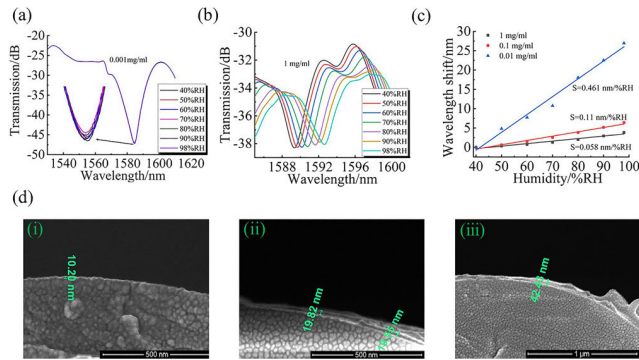 (a)
Transmission/dB
-15
-20
-25
-30
-35
-40
-45
-50
0.001mg/ml
40%RH
50%RH
60%RH
70%RH
80%RH
90%RH
98%RH
1540 1560 1580 1600 1620
Wavelength/nm
(b)
Transmission/dB
-30
-32
-34
-36
-38
1 mg/ml
40%RH
50%RH
60%RH
70%RH
80%RH
90%RH
98%RH
1588 1592 1596 1600
Wavelength/nm
(c)
Wavelength shift/nm
30
25
20
15
10
5
0
-5
-10
1 mg/ml
0.1 mg/ml
0.01 mg/ml
S=0.461 nm/%RH
S=0.11 nm/%RH
S=0.058 nm/%RH
40 50 60 70 80 90 100
Humidity/%RH
(d)
(i)
10.20 nm
500 nm
(ii)
19.82 nm
500 nm
(iii)
42.43 nm
1 µm